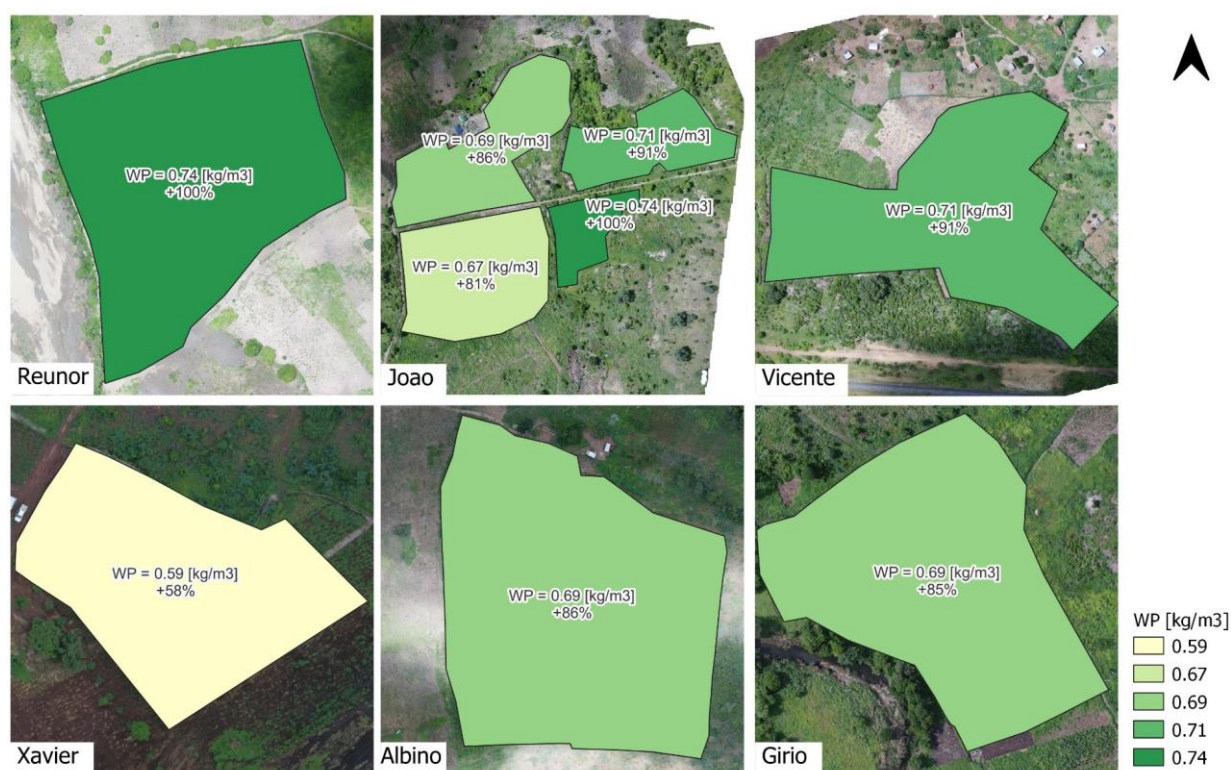 WP = 0.74 [kg/m3]
+100%
Reunor
WP = 0.69 [kg/m3]
+86%
WP = 0.71 [kg/m3]
+91%
WP = 0.74 [kg/m3]
+100%
WP = 0.67 [kg/m3]
+81%
Joao
WP = 0.71 [kg/m3]
+91%
Vicente
WP = 0.59 [kg/m3]
+58%
Xavier
WP = 0.69 [kg/m3]
+86%
Albino
WP = 0.69 [kg/m3]
+85%
Girio
WP [kg/m3]
0.59
0.67
0.69
0.71
0.74